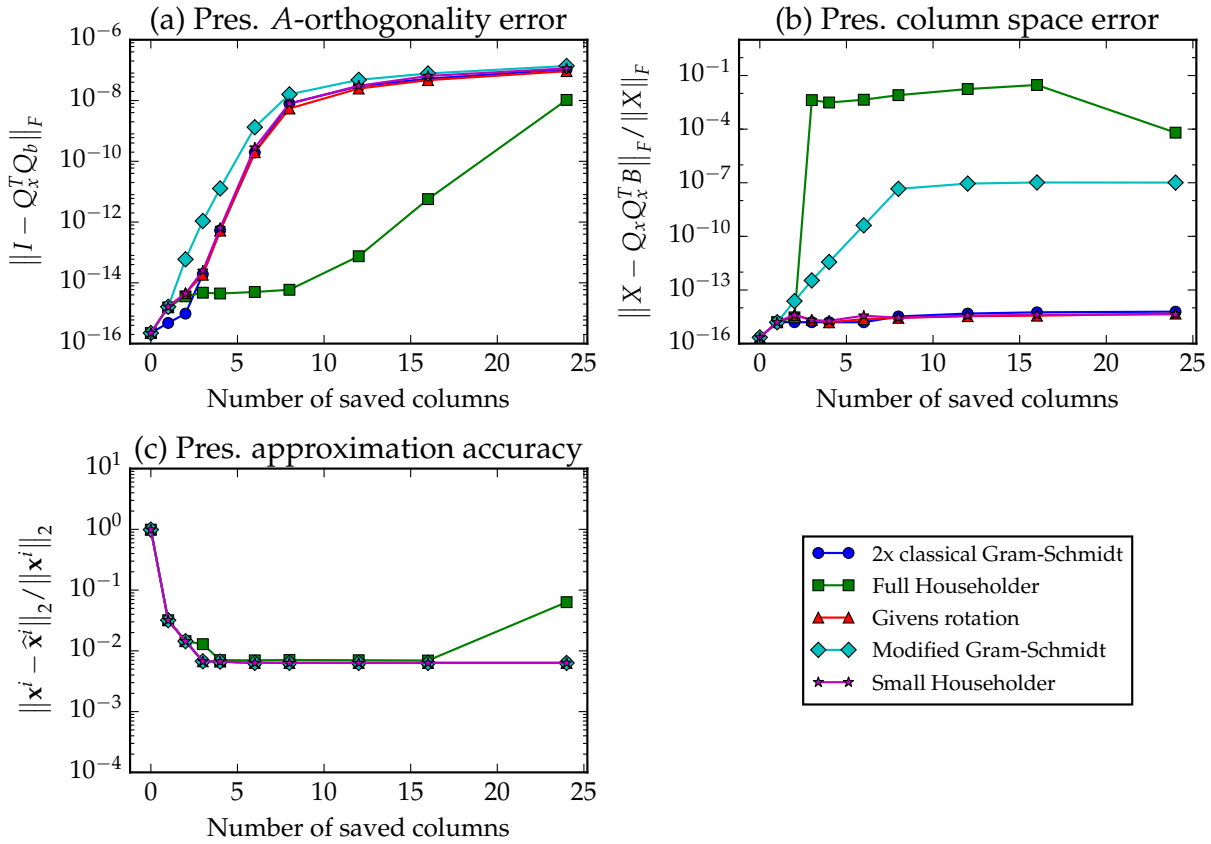 (a) Pres. A-orthogonality error
||I − Q_x^T Q_b||_F
10^−6
10^−8
10^−10
10^−12
10^−14
10^−16
0 5 10 15 20 25
Number of saved columns
(b) Pres. column space error
||X − Q_x Q_x^T B||_F / ||X||_F
10^−1
10^−4
10^−7
10^−10
10^−14
10^−16
0 5 10 15 20 25
Number of saved columns
(c) Pres. approximation accuracy
||x^i − x̂^i||_2 / ||x^i||_2
10^1
10^0
10^−1
10^−2
10^−3
10^−4
0 5 10 15 20 25
Number of saved columns
2x classical Gram-Schmidt
Full Householder
Givens rotation
Modified Gram-Schmidt
Small Householder